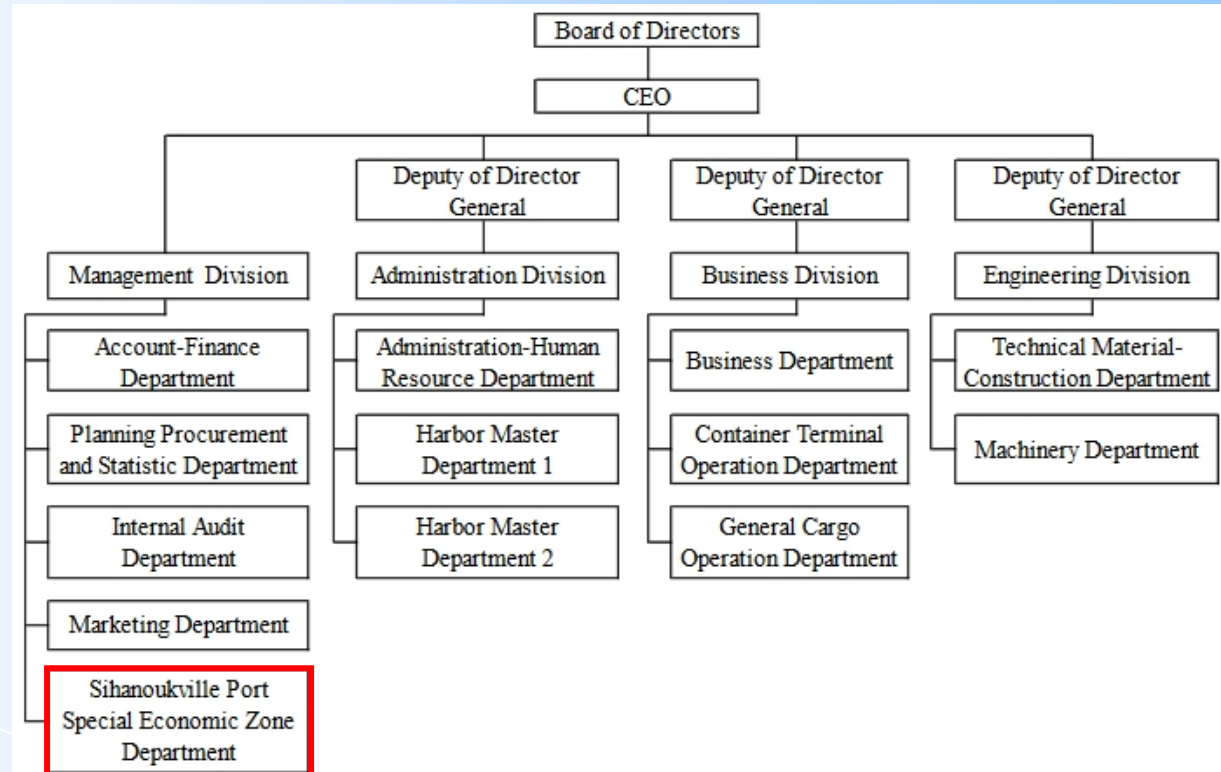 Board of Directors
CEO
Deputy of Director
General
Deputy of Director
General
Deputy of Director
General
Management Division
Administration Division
Business Division
Engineering Division
Account-Finance
Department
Administration-Human
Resource Department
Business Department
Technical Material-
Construction Department
Planning Procurement
and Statistic Department
Harbor Master
Department 1
Container Terminal
Operation Department
Machinery Department
Internal Audit
Department
Harbor Master
Department 2
General Cargo
Operation Department
Marketing Department
Sihanoukville Port
Special Economic Zone
Department